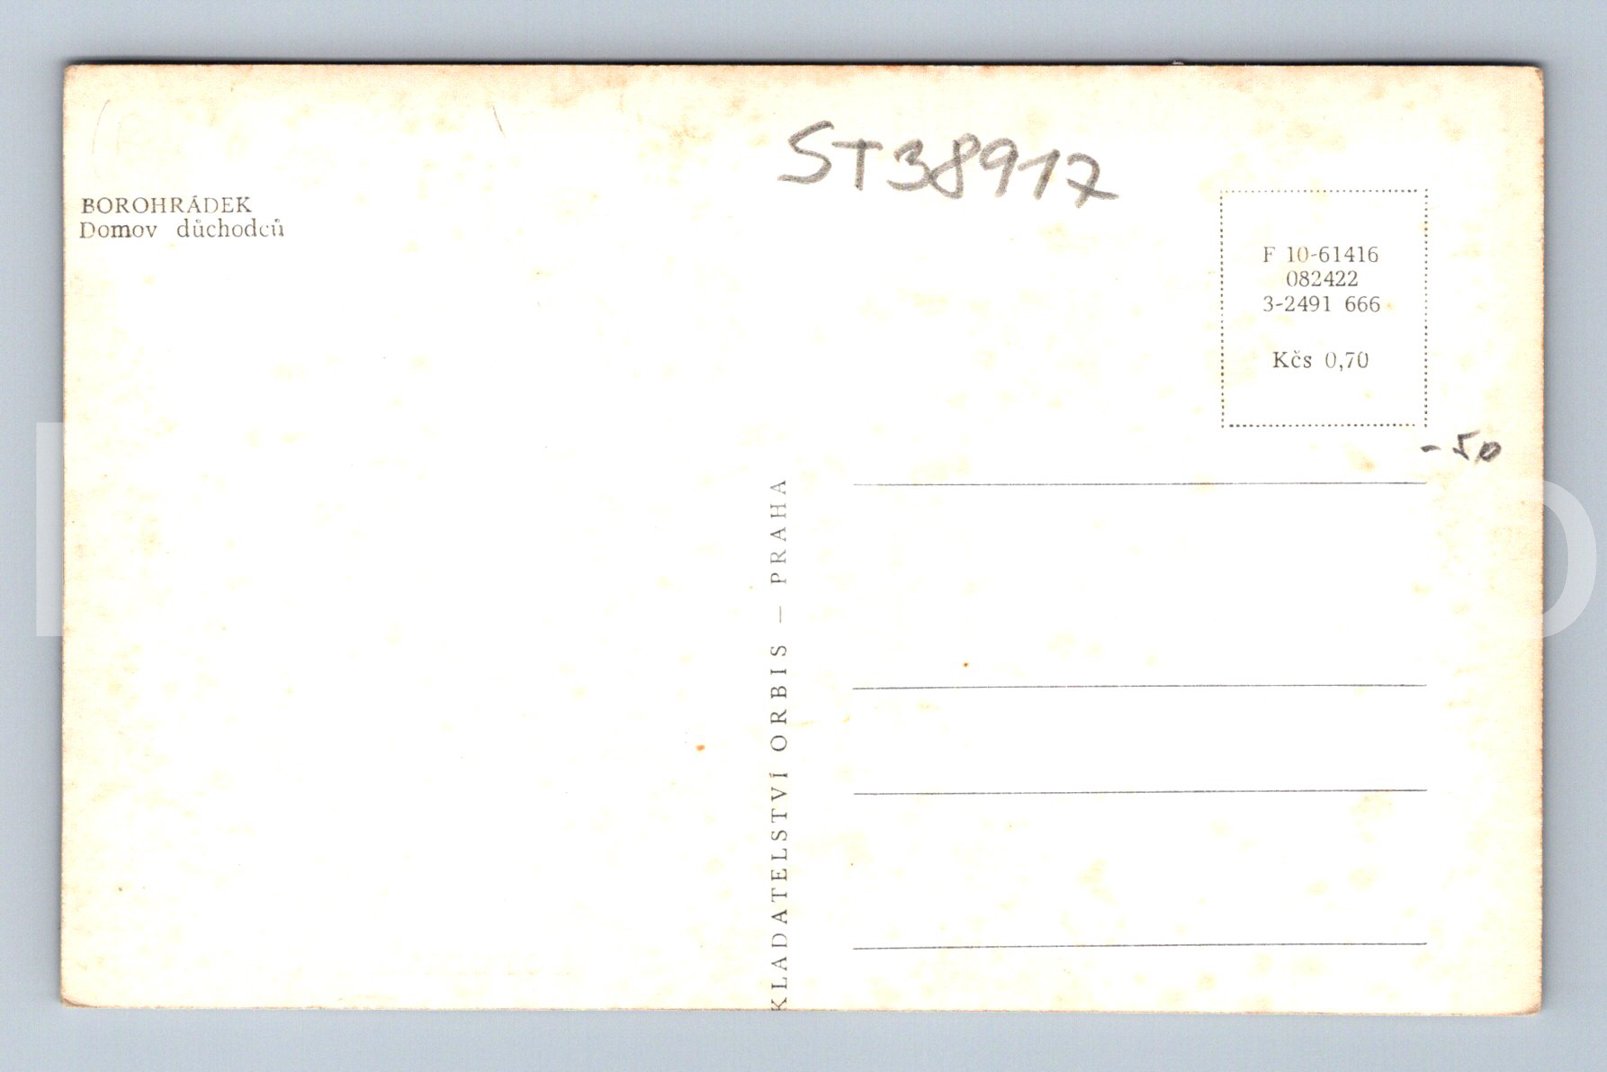 BOROHRÁDEK
Domov důchodců
ST38917
F 10-61416
082422
3-2491 666
Kčs 0,70
- 50
KLADATELSTVÍ ORBIS — PRAHA